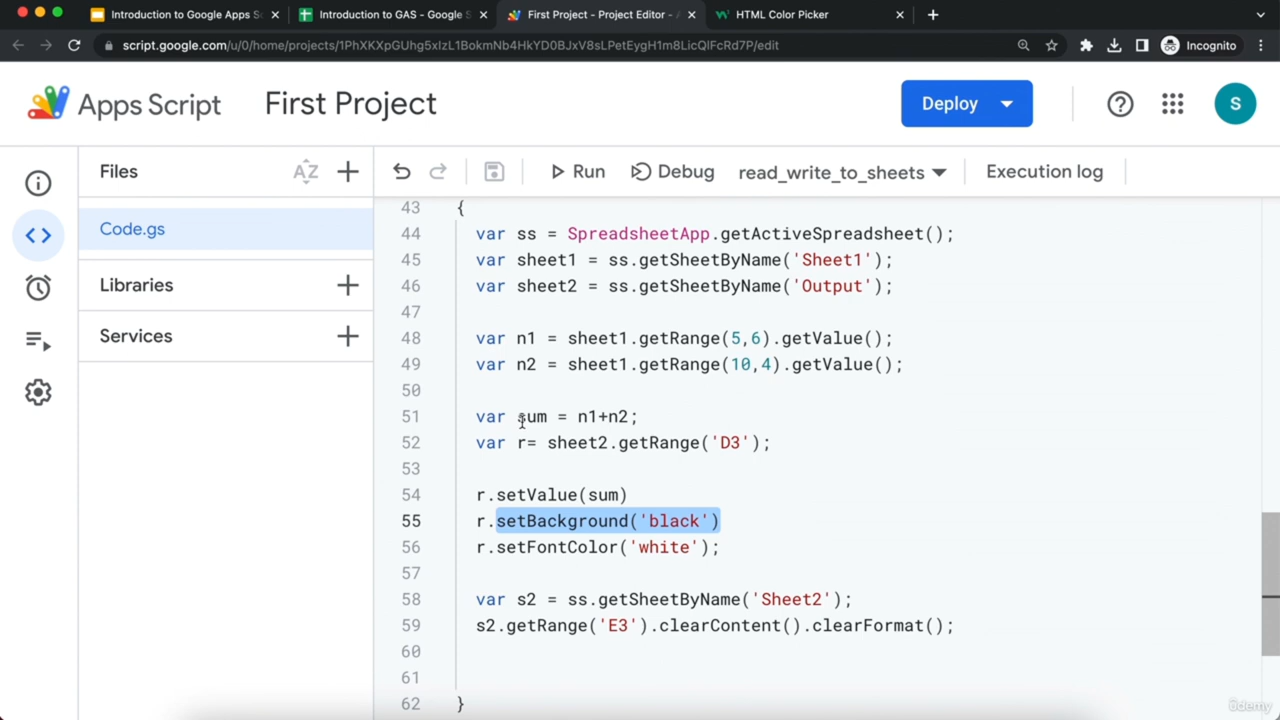 Introduction to Google Apps Sc
Introduction to GAS - Google S
First Project - Project Editor - A
HTML Color Picker
script.google.com/u/0/home/projects/1PhXKXpGUhg5xIzL1BokmNb4HkYD0BJxV8sLPetEygH1m8LicQlFcRd7P/edit
Incognito
Apps Script
First Project
Deploy
S
Files
AZ
Run
Debug
read_write_to_sheets
Execution log
Code.gs
Libraries
Services
43 {
44 var ss = SpreadsheetApp.getActiveSpreadsheet();
45 var sheet1 = ss.getSheetByName('Sheet1');
46 var sheet2 = ss.getSheetByName('Output');
47
48 var n1 = sheet1.getRange(5,6).getValue();
49 var n2 = sheet1.getRange(10,4).getValue();
50
51 var sum = n1+n2;
52 var r= sheet2.getRange('D3');
53
54 r.setValue(sum)
55 r.setBackground('black')
56 r.setFontColor('white');
57
58 var s2 = ss.getSheetByName('Sheet2');
59 s2.getRange('E3').clearContent().clearFormat();
60
61
62 }
ûdemy